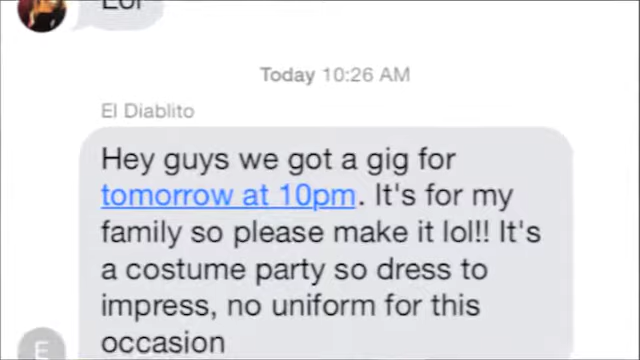 Today 10:26 AM
El Diablito
Hey guys we got a gig for
tomorrow at 10pm. It's for my
family so please make it lol!! It's
a costume party so dress to
impress, no uniform for this
occasion
E